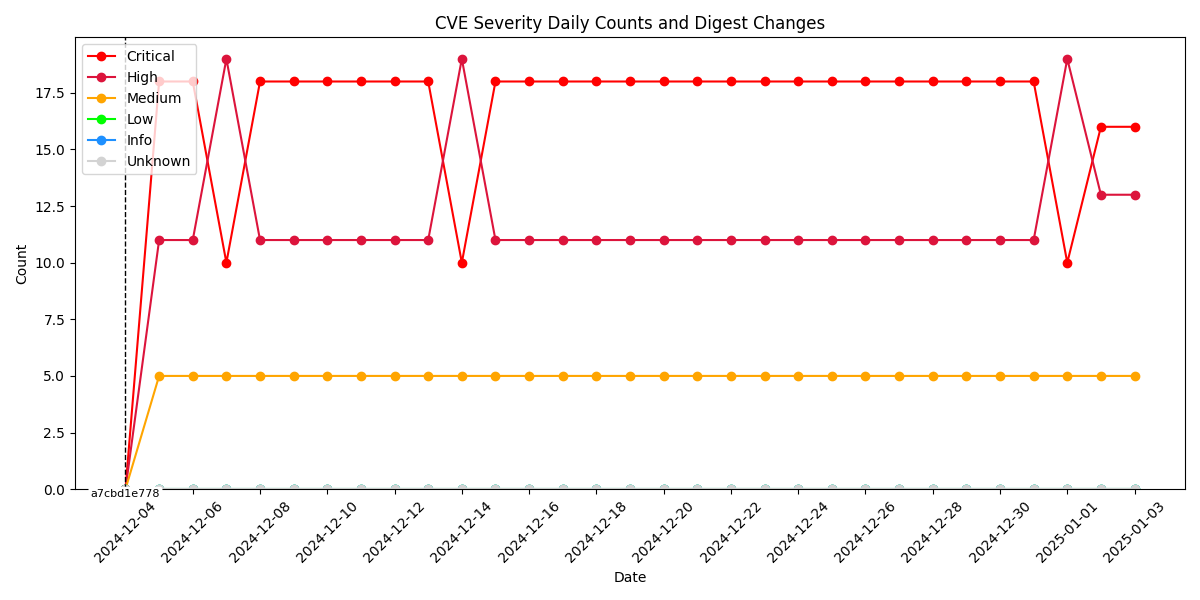 CVE Severity Daily Counts and Digest Changes
Critical
High
Medium
Low
Info
Unknown
Count
17.5
15.0
12.5
10.0
7.5
5.0
2.5
0.0
a7cbd1e778
2024-12-04
2024-12-06
2024-12-08
2024-12-10
2024-12-12
2024-12-14
2024-12-16
2024-12-18
2024-12-20
2024-12-22
2024-12-24
2024-12-26
2024-12-28
2024-12-30
2025-01-01
2025-01-03
Date